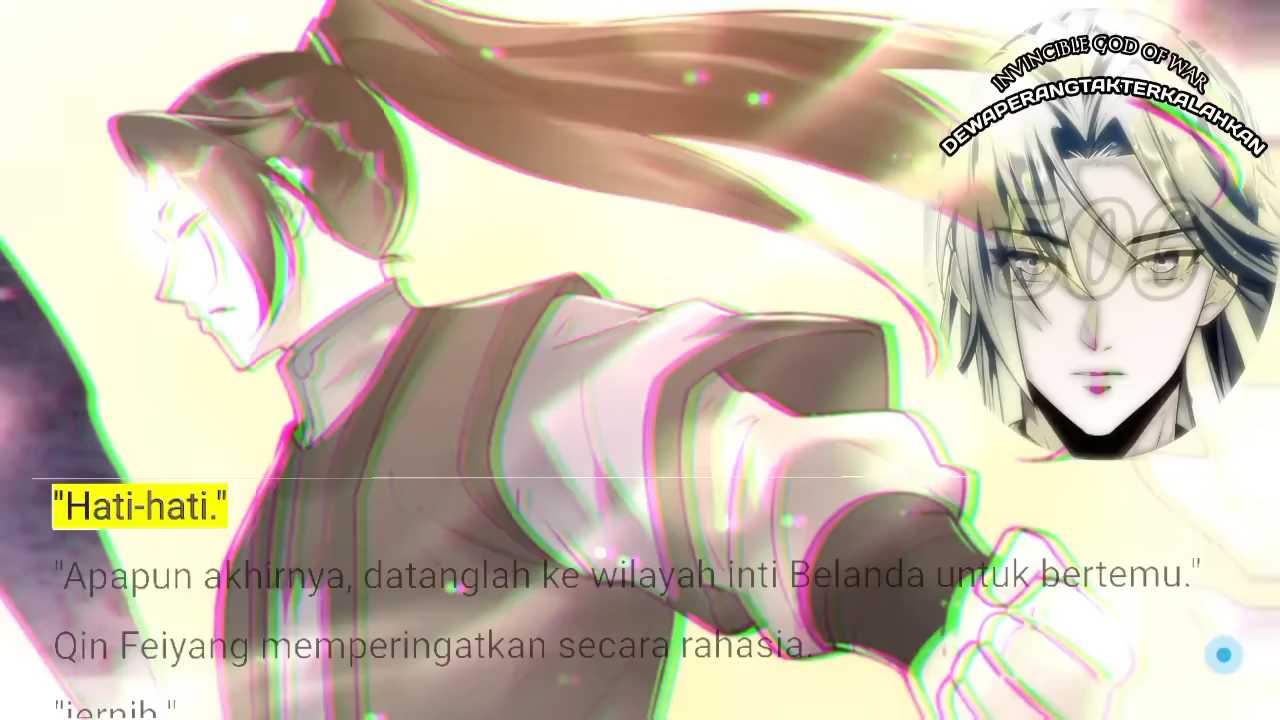 INVINCIBLE GOD OF WAR
DEWAPERANGTAKTERKALAHKAN
"Hati-hati."
"Apapun akhirnya, datanglah ke wilayah inti Belanda untuk bertemu."
Qin Feiyang memperingatkan secara rahasia.
"jernih."